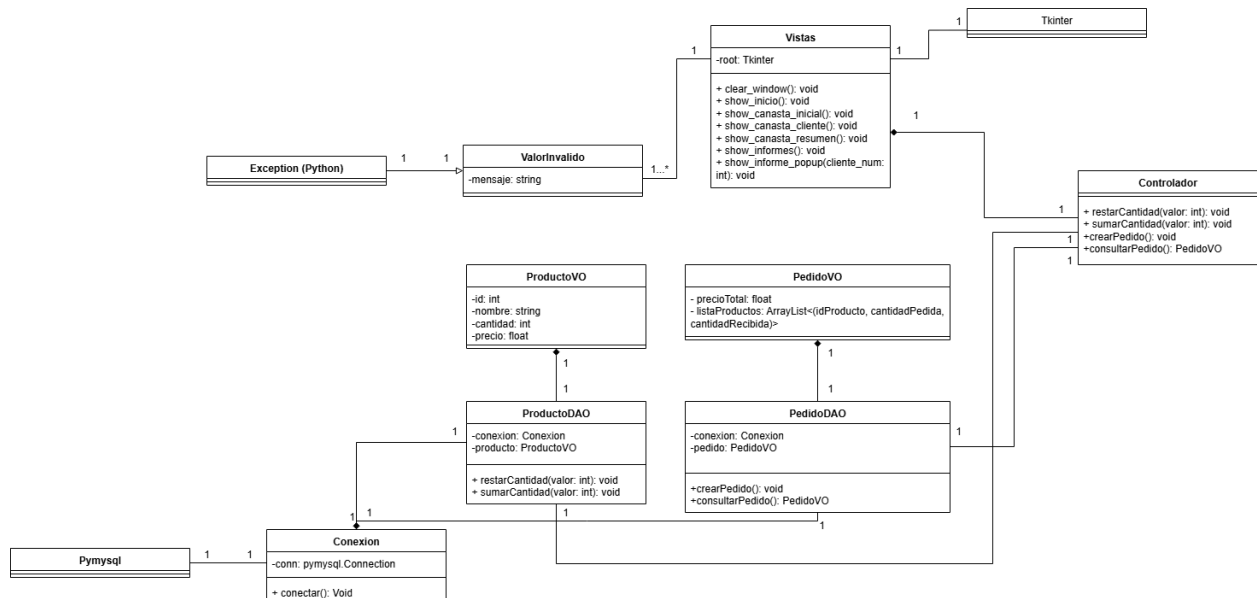 Tkinter
1
1
Vistas
-root: Tkinter
+ clear_window(): void
+ show_inicio(): void
+ show_canasta_inicial(): void
+ show_canasta_cliente(): void
+ show_canasta_resumen(): void
+ show_informes(): void
+ show_informe_popup(cliente_num:
int): void
1
1
1...*
Exception (Python)
1
1
ValorInvalido
-mensaje: string
Controlador
+ restarCantidad(valor: int): void
+ sumarCantidad(valor: int): void
+crearPedido(): void
+consultarPedido(): PedidoVO
1
1
1
ProductoVO
-id: int
-nombre: string
-cantidad: int
-precio: float
1
1
PedidoVO
- precioTotal: float
- listaProductos: ArrayList<(idProducto, cantidadPedida,
cantidadRecibida)>
1
1
ProductoDAO
-conexion: Conexion
-producto: ProductoVO
+ restarCantidad(valor: int): void
+ sumarCantidad(valor: int): void
1
1
PedidoDAO
-conexion: Conexion
-pedido: PedidoVO
+crearPedido(): void
+consultarPedido(): PedidoVO
1
1
1
1
Pymysql
1
1
Conexion
-conn: pymysql.Connection
+ conectar(): Void